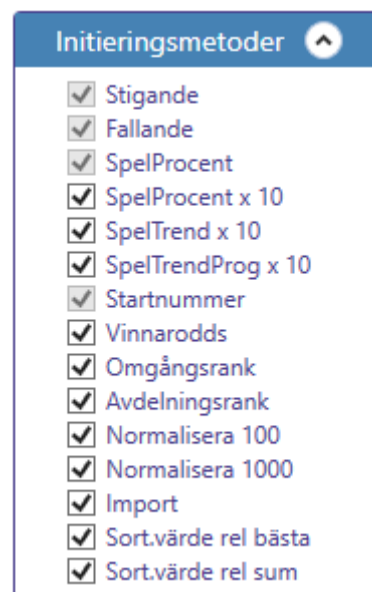 Initieringsmetoder
Stigande
Fallande
SpelProcent
SpelProcent x 10
SpelTrend x 10
SpelTrendProg x 10
Startnummer
Vinnarodds
Omgångsrank
Avdelningsrank
Normalisera 100
Normalisera 1000
Import
Sort.värde rel bästa
Sort.värde rel sum